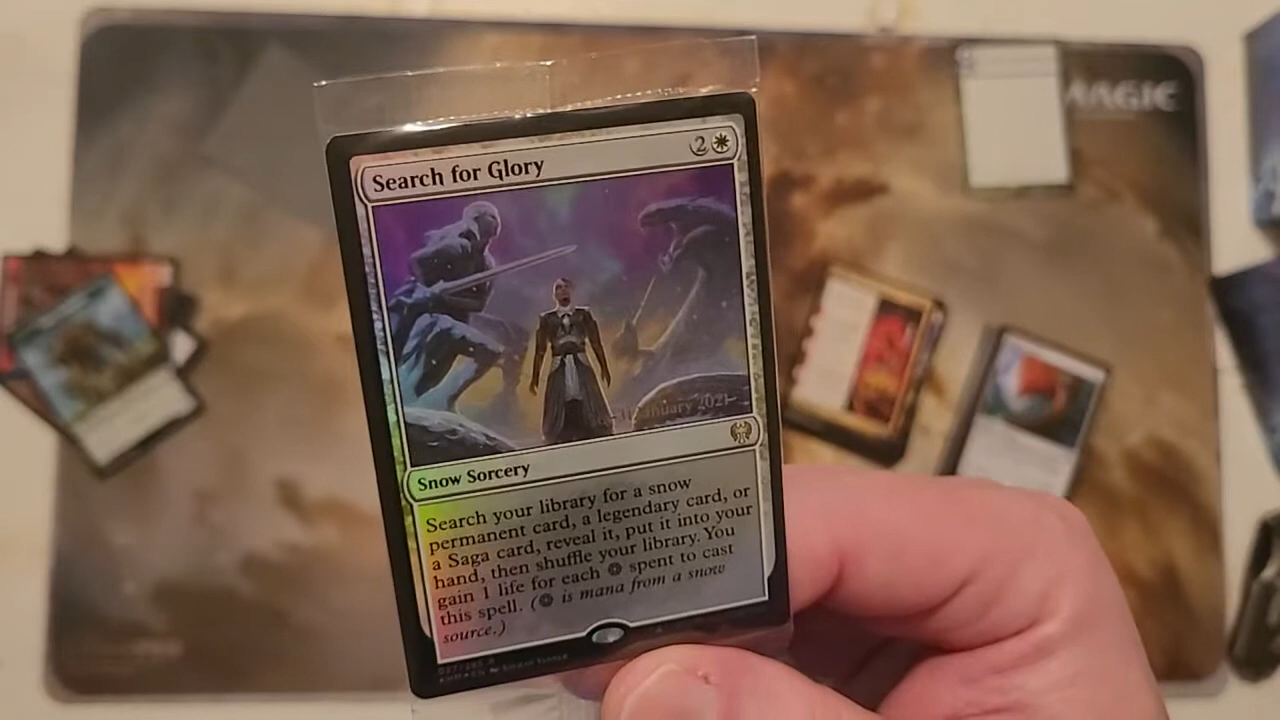 MAGIC
Search for Glory
2
January 2021
Snow Sorcery
Search your library for a snow
permanent card, a legendary card, or
a Saga card, reveal it, put it into your
hand, then shuffle your library. You
gain 1 life for each spent to cast
this spell. ( is mana from a snow
source.)